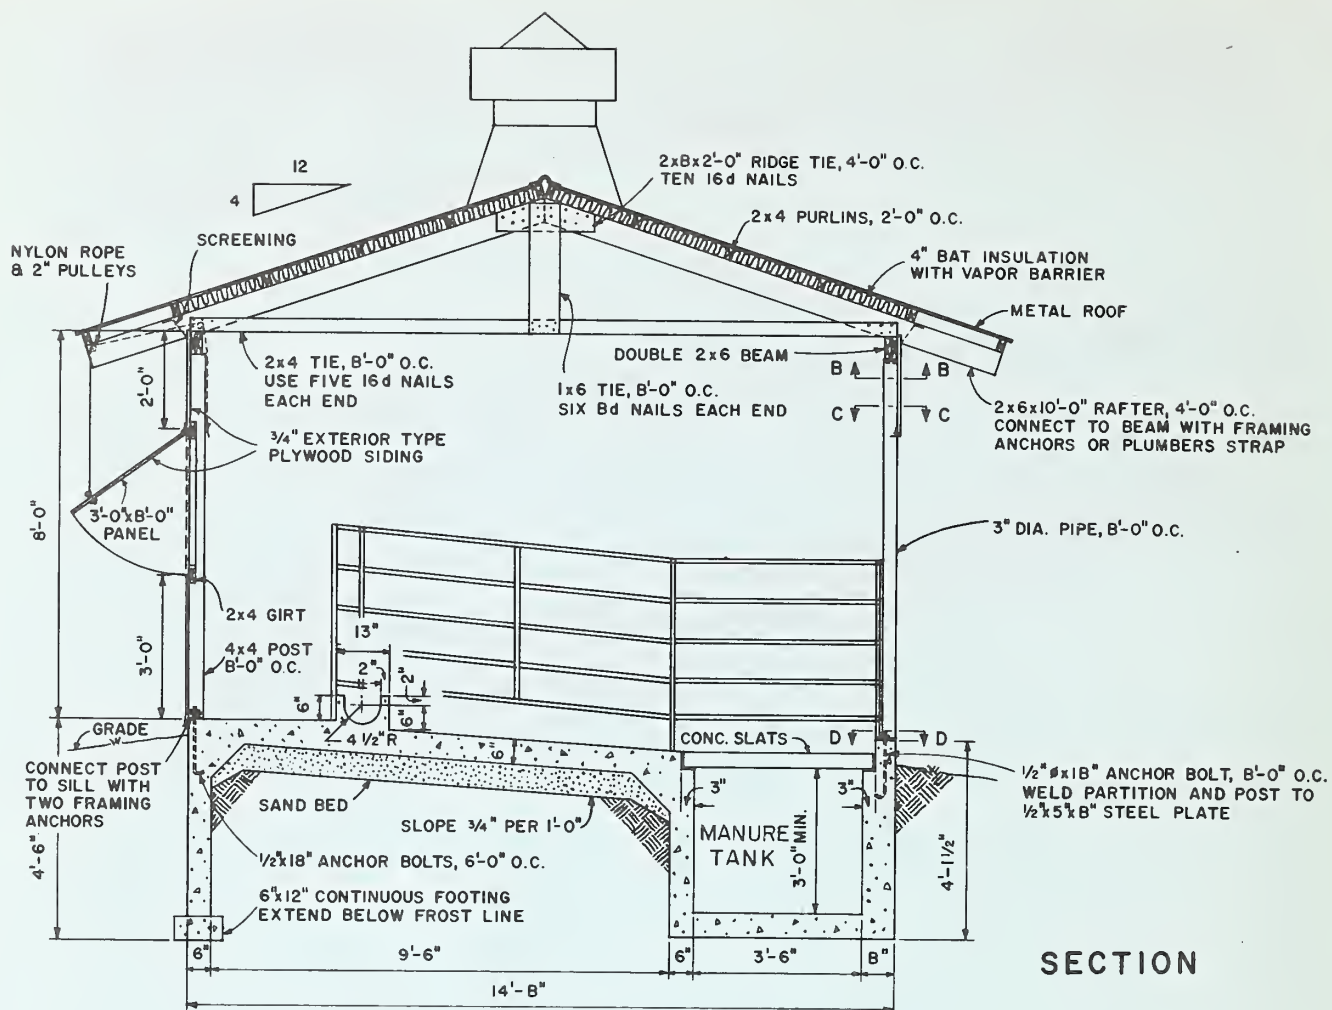 12
4
2x8x2'-0" RIDGE TIE, 4'-0" O.C.
TEN 16d NAILS
2x4 PURLINS, 2'-0" O.C.
NYLON ROPE
& 2" PULLEYS
SCREENING
4" BAT INSULATION
WITH VAPOR BARRIER
METAL ROOF
2'-0"
2x4 TIE, 8'-0" O.C.
USE FIVE 16d NAILS
EACH END
1x6 TIE, 8'-0" O.C.
SIX 8d NAILS EACH END
DOUBLE 2x6 BEAM
B B
C C
2x6x10'-0" RAFTER, 4'-0" O.C.
CONNECT TO BEAM WITH FRAMING
ANCHORS OR PLUMBERS STRAP
3/4" EXTERIOR TYPE
PLYWOOD SIDING
3'-0"x8'-0"
PANEL
8'-0"
3" DIA. PIPE, 8'-0" O.C.
2x4 GIRT
4x4 POST
8'-0" O.C.
3'-0"
13"
2"
2"
6"
6"
4 1/2" R
6"
GRADE
CONC. SLATS
D D
CONNECT POST
TO SILL WITH
TWO FRAMING
ANCHORS
SAND BED
SLOPE 3/4" PER 1'-0"
3"
3"
MANURE
TANK
3'-0" MIN.
1/2" øx18" ANCHOR BOLT, 8'-0" O.C.
WELD PARTITION AND POST TO
1/2"x5"x8" STEEL PLATE
4'-6"
4'-1 1/2"
1/2"x18" ANCHOR BOLTS, 6'-0" O.C.
6"x12" CONTINUOUS FOOTING
EXTEND BELOW FROST LINE
6"
9'-6"
6"
3'-6"
8"
14'-8"
SECTION